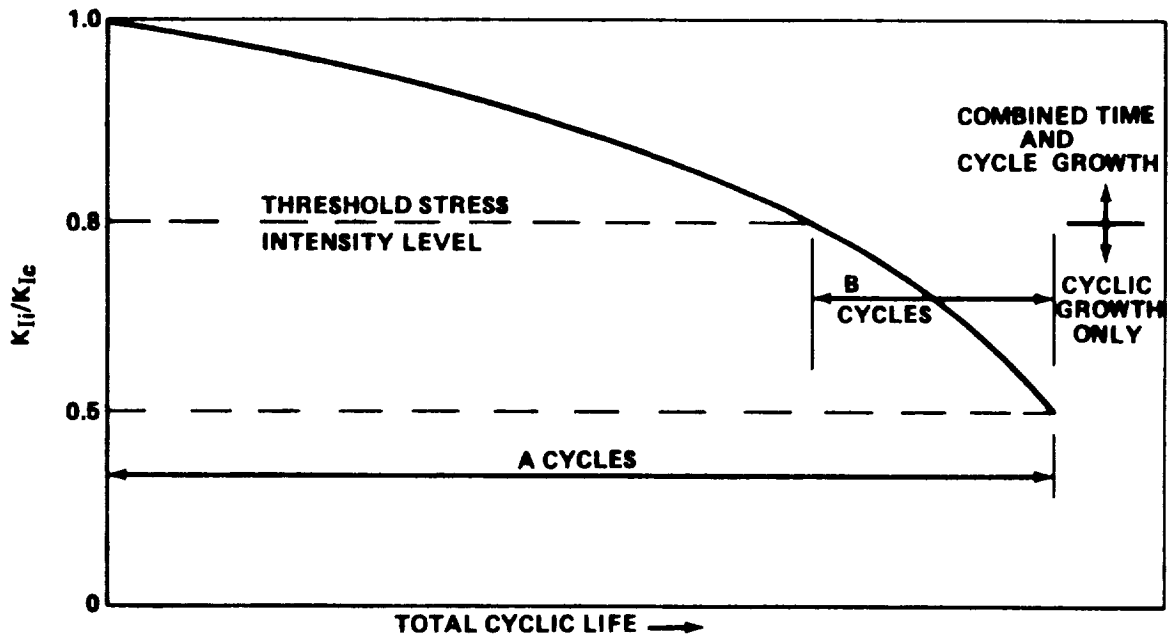 1.0
COMBINED TIME
AND
CYCLE GROWTH
THRESHOLD STRESS
0.8
INTENSITY LEVEL
B
CYCLES
CYCLIC
GROWTH
ONLY
K_Ii/K_Ic
0.5
A CYCLES
0
TOTAL CYCLIC LIFE